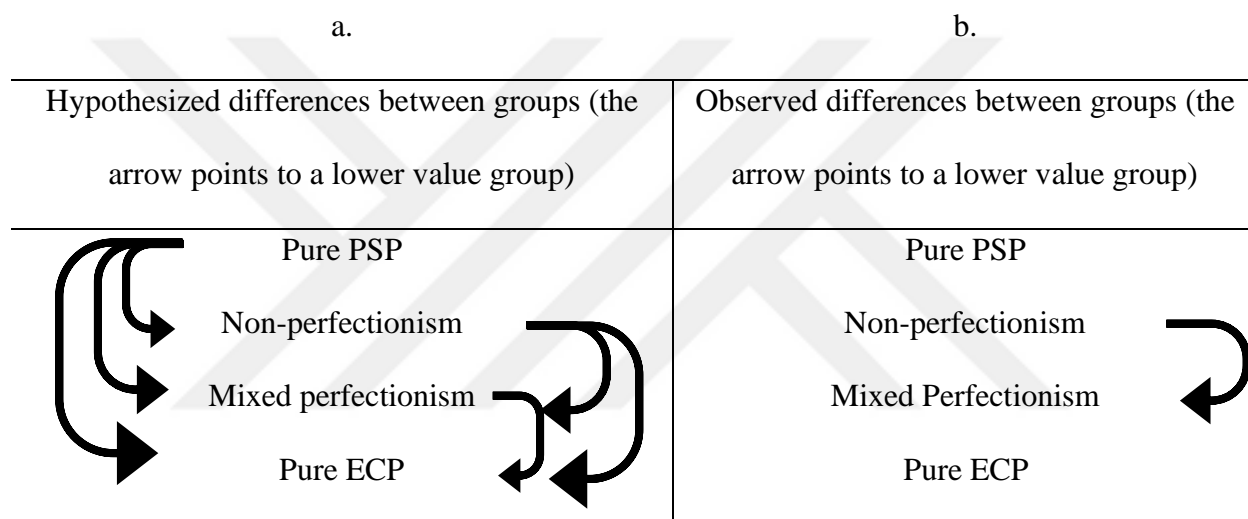 a.
b.
Hypothesized differences between groups (the
arrow points to a lower value group)
Observed differences between groups (the
arrow points to a lower value group)
Pure PSP
Non-perfectionism
Mixed perfectionism
Pure ECP
Pure PSP
Non-perfectionism
Mixed Perfectionism
Pure ECP